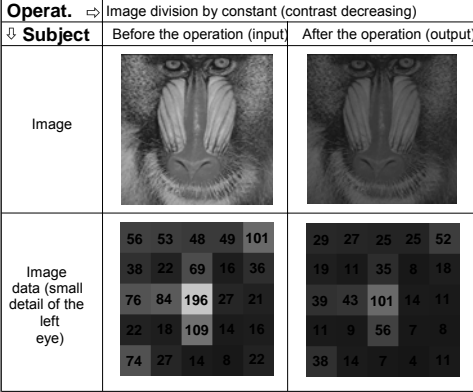 Operat. ⇨ Image division by constant (contrast decreasing)
⇩ Subject Before the operation (input) After the operation (output)
Image
Image
data (small
detail of the
left
eye)
56 53 48 49 101
38 22 69 16 36
76 84 196 27 21
22 18 109 14 16
74 27 14 8 22
29 27 25 25 52
19 11 35 8 18
39 43 101 14 11
11 9 56 7 8
38 14 7 4 11